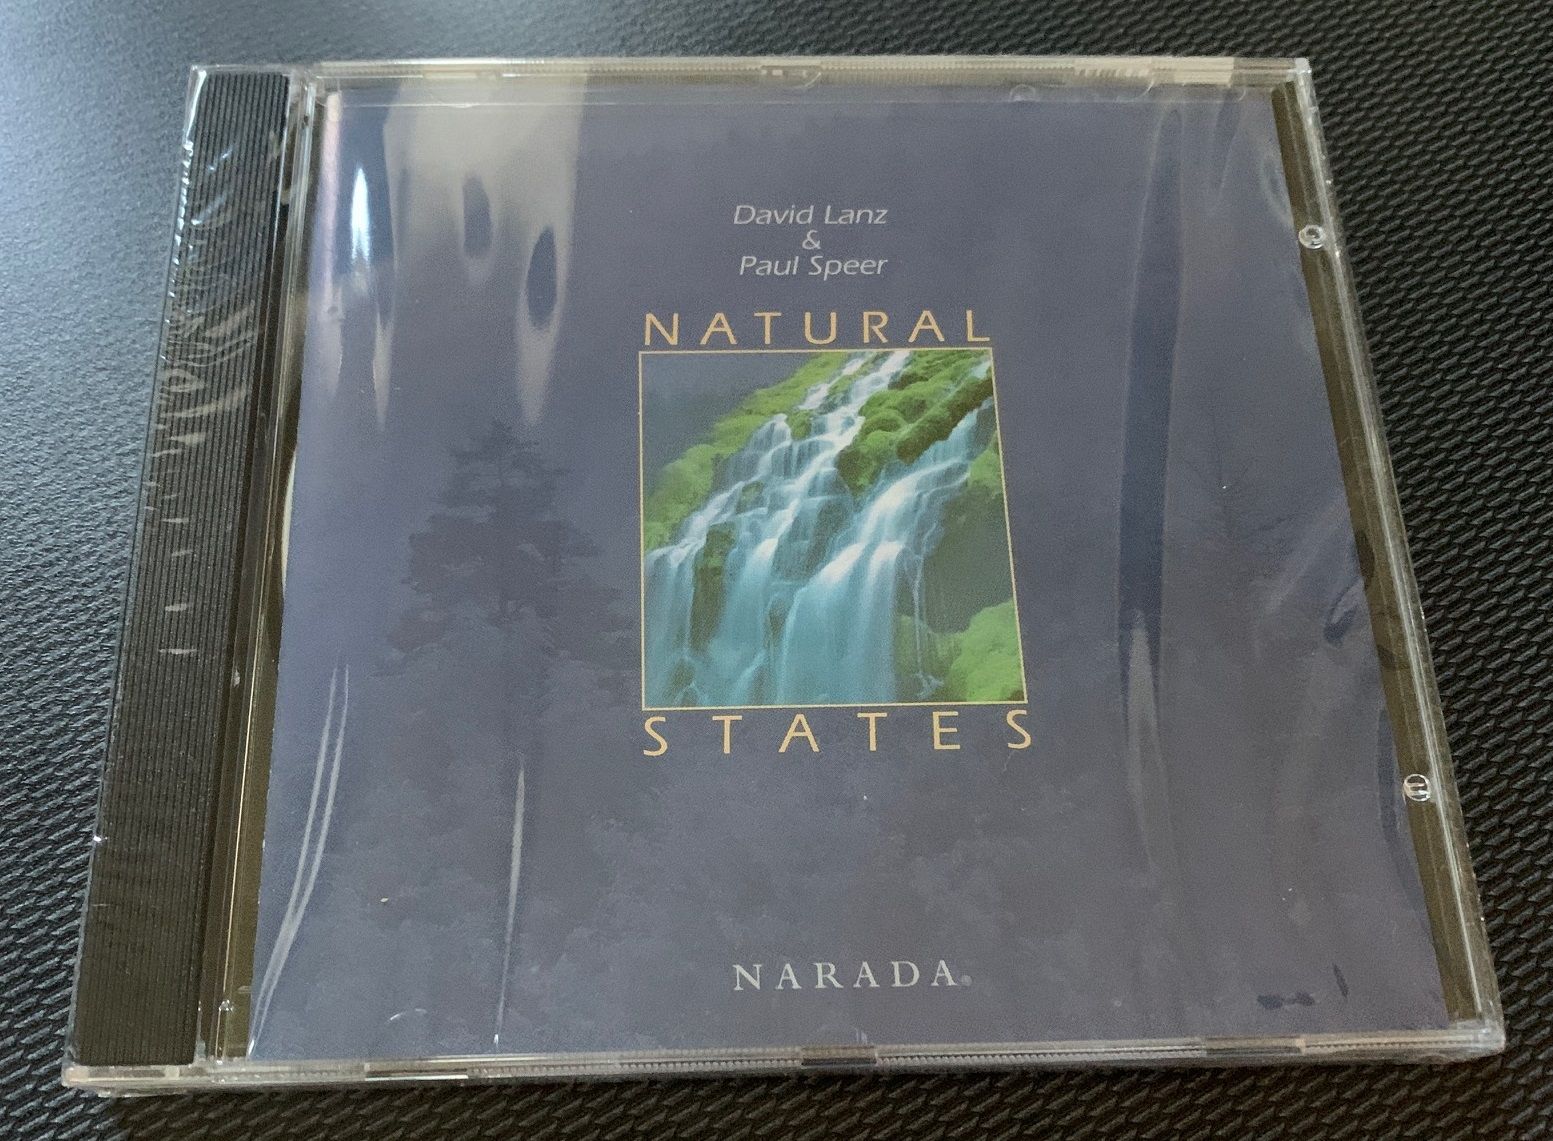 David Lanz
&
Paul Speer
NATURAL
STATES
NARADA®